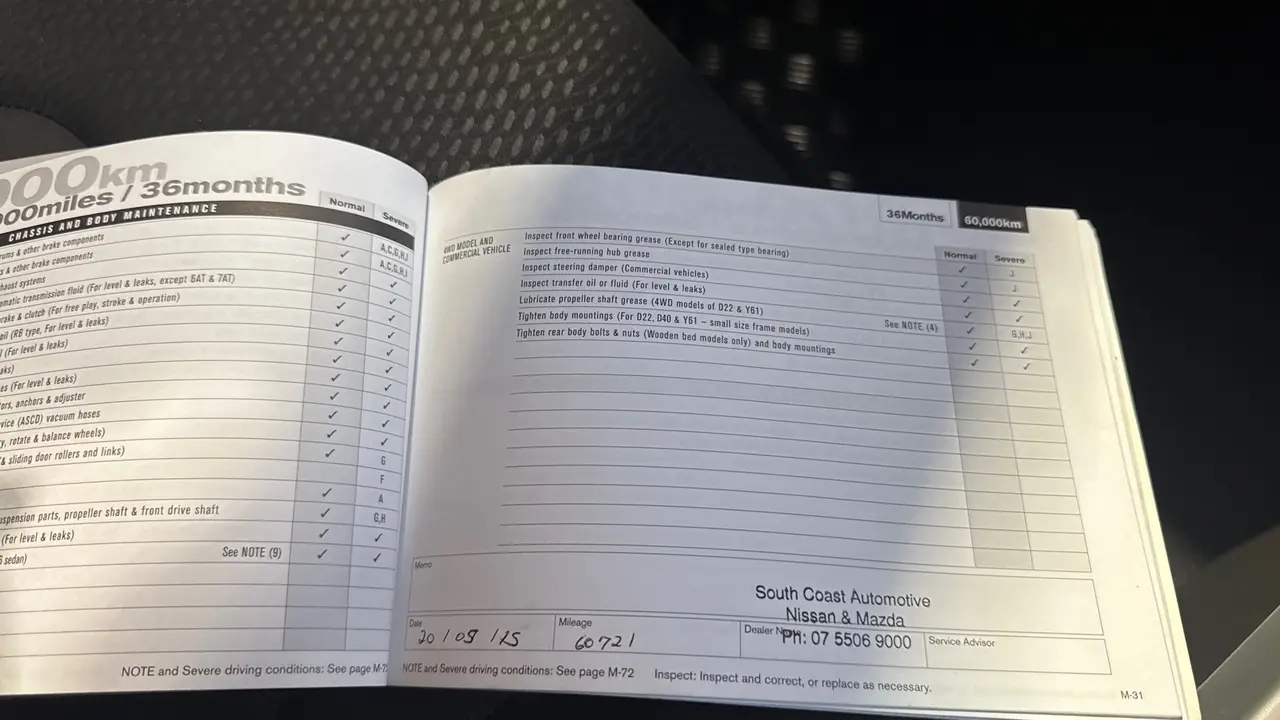 000km
000miles / 36months
CHASSIS AND BODY MAINTENANCE
Normal Severe
rums & other brake components ✓ A,C,G,H,J
s & other brake components ✓ A,C,G,H,J
haust systems ✓ ✓
omatic transmission fluid (For level & leaks, except 6AT & 7AT) ✓ ✓
rake & clutch (For free play, stroke & operation) ✓ ✓
oil (RB type, For level & leaks) ✓ ✓
l (For level & leaks) ✓ ✓
aks) ✓ ✓
es (For level & leaks) ✓ ✓
ors, anchors & adjuster ✓ ✓
vice (ASCD) vacuum hoses ✓ ✓
y, rotate & balance wheels) ✓ ✓
& sliding door rollers and links) ✓ G
F
✓ A
uspension parts, propeller shaft & front drive shaft ✓ G,H
(For level & leaks) ✓ ✓
sedan) See NOTE (9) ✓ ✓
NOTE and Severe driving conditions: See page M-7
36Months 60,000km
Normal Severe
4WD MODEL AND
COMMERCIAL VEHICLE
Inspect front wheel bearing grease (Except for sealed type bearing) ✓ J
Inspect free-running hub grease ✓ J
Inspect steering damper (Commercial vehicles) ✓ ✓
Inspect transfer oil or fluid (For level & leaks) ✓ ✓
Lubricate propeller shaft grease (4WD models of D22 & Y61) See NOTE (4) ✓ G,H,J
Tighten body mountings (For D22, D40 & Y61 – small size frame models) ✓ ✓
Tighten rear body bolts & nuts (Wooden bed models only) and body mountings ✓ ✓
Memo
South Coast Automotive
Nissan & Mazda
PH: 07 5506 9000
Date 20/09/15
Mileage 60721
Dealer
Service Advisor
NOTE and Severe driving conditions: See page M-72 Inspect: Inspect and correct, or replace as necessary.
M-31